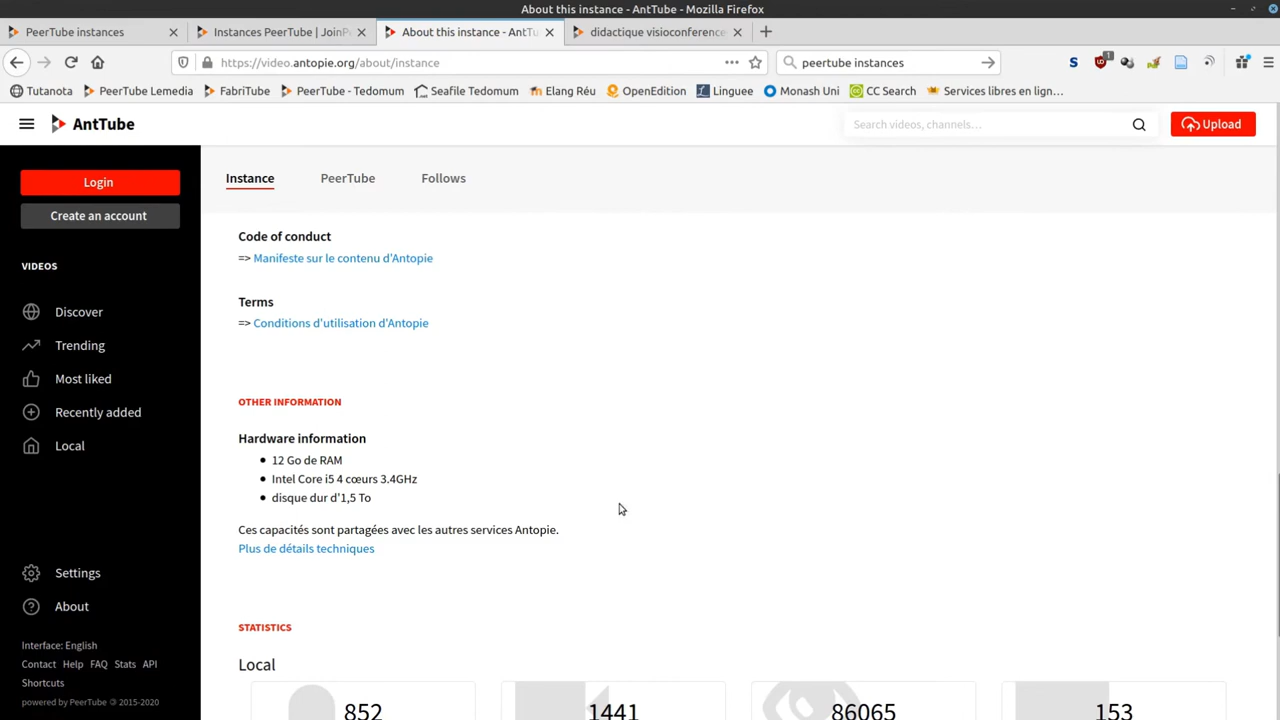 About this instance - AntTube - Mozilla Firefox
PeerTube instances
Instances PeerTube | JoinP
About this instance - AntTu
didactique visioconference
https://video.antopie.org/about/instance
peertube instances
S
1
Tutanota
PeerTube Lemedia
FabriTube
PeerTube - Tedomum
Seafile Tedomum
Elang Réu
OpenEdition
Linguee
Monash Uni
CC Search
Services libres en lign…
AntTube
Search videos, channels…
Upload
Login
Create an account
Instance
PeerTube
Follows
VIDEOS
Discover
Trending
Most liked
Recently added
Local
Settings
About
Interface: English
Contact Help FAQ Stats API
Shortcuts
powered by PeerTube © 2015-2020
Code of conduct
=> Manifeste sur le contenu d'Antopie
Terms
=> Conditions d'utilisation d'Antopie
OTHER INFORMATION
Hardware information
12 Go de RAM
Intel Core i5 4 cœurs 3.4GHz
disque dur d'1,5 To
Ces capacités sont partagées avec les autres services Antopie.
Plus de détails techniques
STATISTICS
Local
852
1441
86065
153